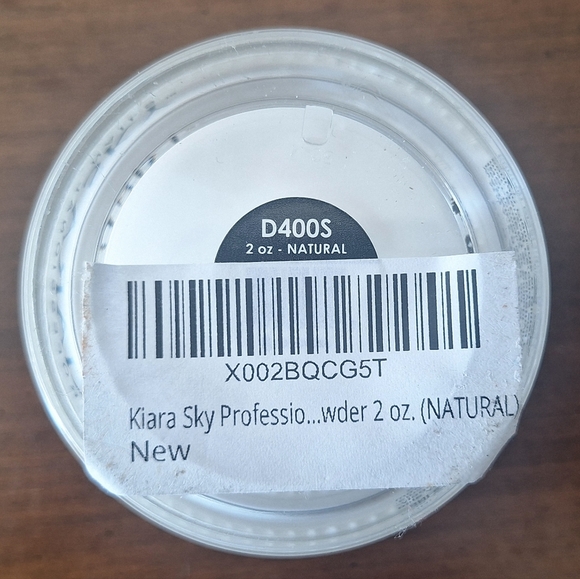 D400S
2 oz - NATURAL
X002BQCG5T
Kiara Sky Professio...wder 2 oz. (NATURAL)
New